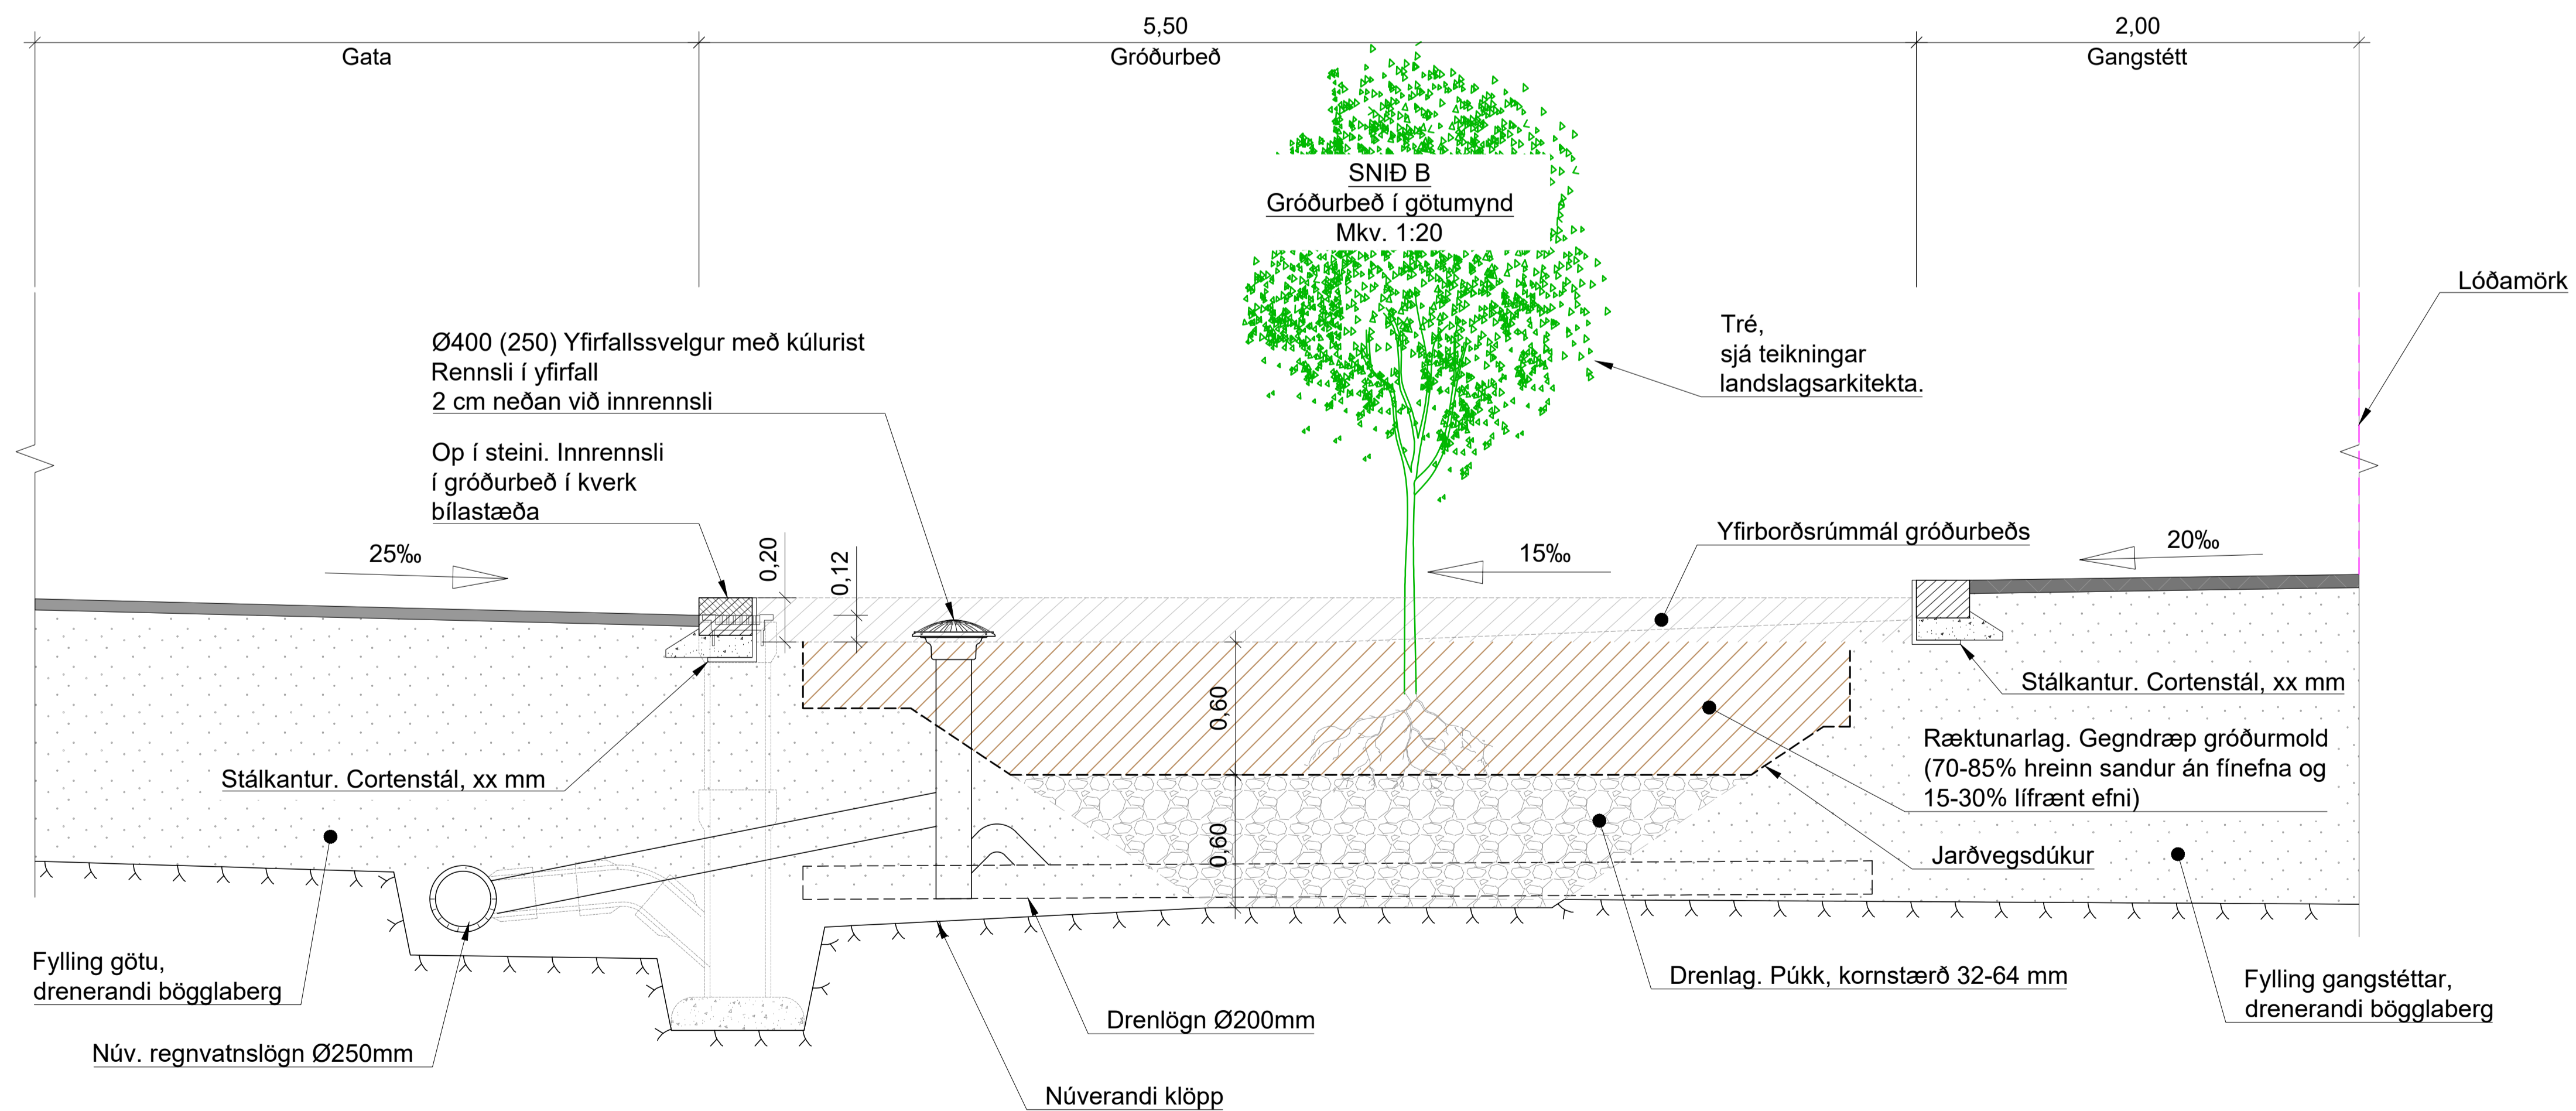 5,50
2,00
Gata
Gróðurbeð
Gangstétt
SNIÐ B
Gróðurbeð í götumynd
Mkv. 1:20
Lóðamörk
Ø400 (250) Yfirfallssvelgur með kúlurist
Rennsli í yfirfall
2 cm neðan við innrennsli
Tré,
sjá teikningar
landslagsarkitekta.
Op í steini. Innrennsli
í gróðurbeð í kverk
bílastæða
25‰
0,20
0,12
15‰
Yfirborðsrúmmál gróðurbeðs
20‰
Stálkantur. Cortenstál, xx mm
0,60
Ræktunarlag. Gegndræp gróðurmold
(70-85% hreinn sandur án fínefna og
15-30% lífrænt efni)
Stálkantur. Cortenstál, xx mm
0,60
Jarðvegsdúkur
Fylling götu,
drenerandi bögglaberg
Drenlag. Púkk, kornstærð 32-64 mm
Fylling gangstéttar,
drenerandi bögglaberg
Drenlögn Ø200mm
Núv. regnvatnslögn Ø250mm
Núverandi klöpp